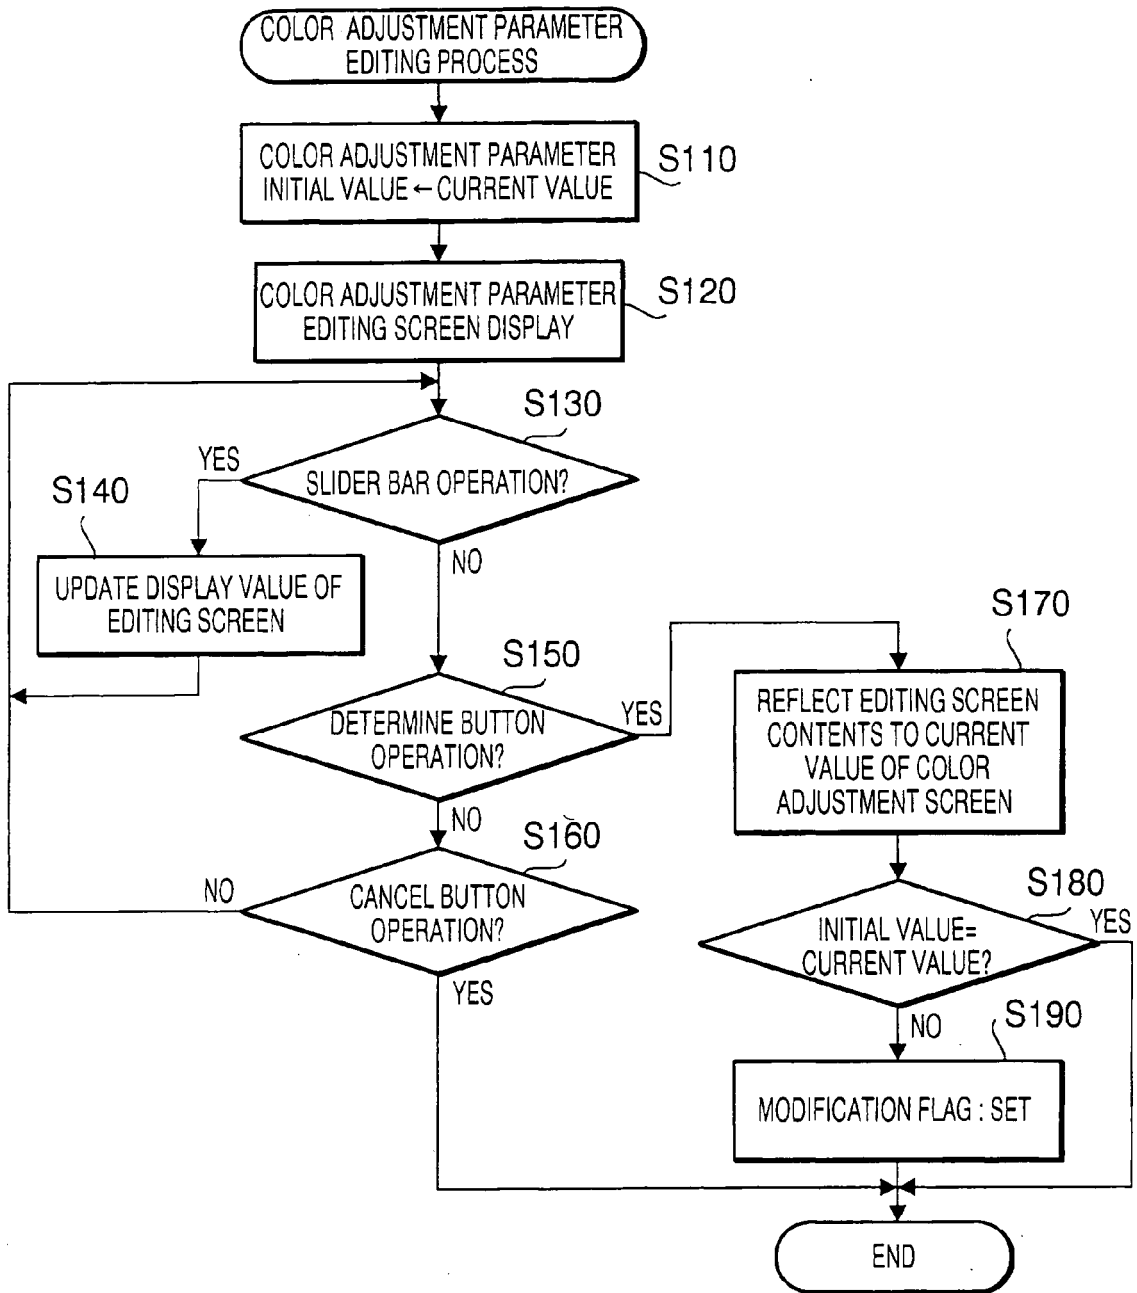 COLOR ADJUSTMENT PARAMETER
EDITING PROCESS
COLOR ADJUSTMENT PARAMETER
INITIAL VALUE ← CURRENT VALUE
S110
COLOR ADJUSTMENT PARAMETER
EDITING SCREEN DISPLAY
S120
S130
YES
SLIDER BAR OPERATION?
NO
S140
UPDATE DISPLAY VALUE OF
EDITING SCREEN
S150
DETERMINE BUTTON
OPERATION?
YES
NO
S160
CANCEL BUTTON
OPERATION?
NO
YES
S170
REFLECT EDITING SCREEN
CONTENTS TO CURRENT
VALUE OF COLOR
ADJUSTMENT SCREEN
S180
INITIAL VALUE=
CURRENT VALUE?
YES
NO
S190
MODIFICATION FLAG : SET
END